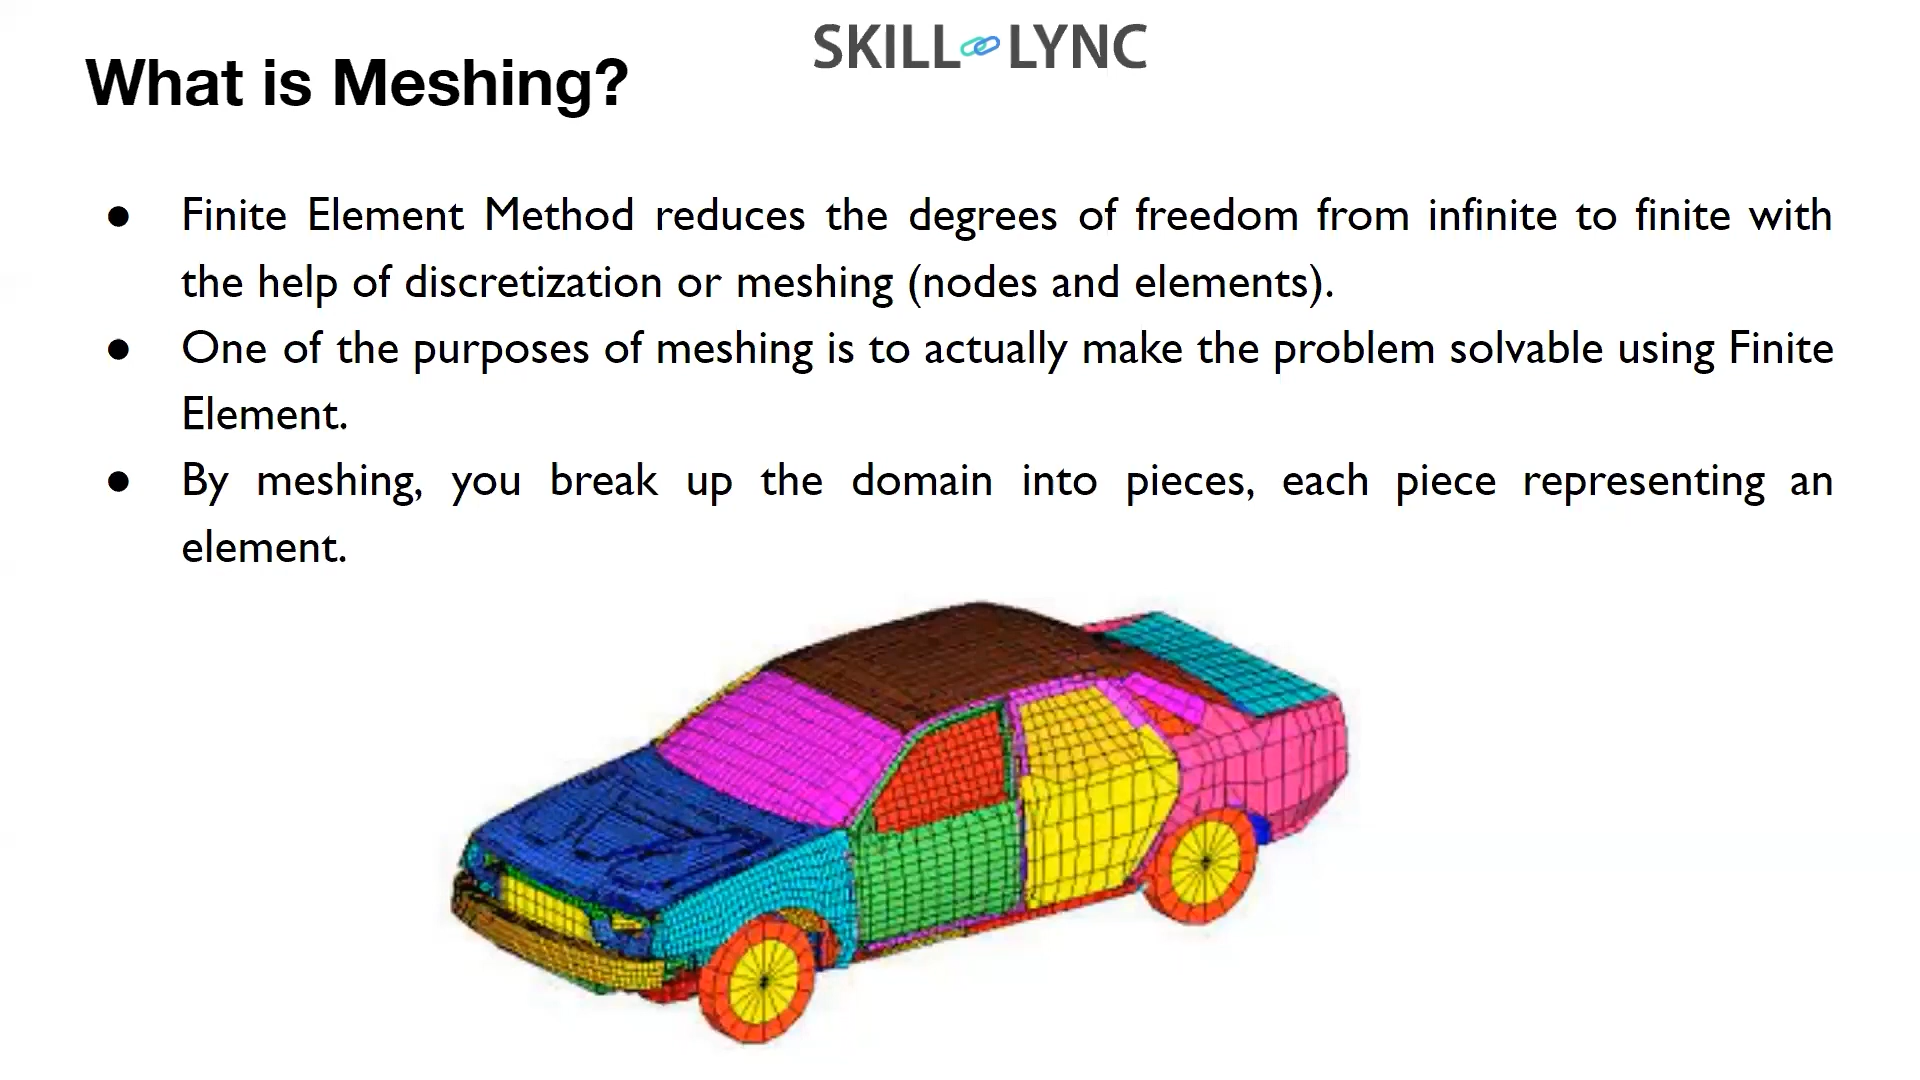 SKILL LYNC
What is Meshing?
● Finite Element Method reduces the degrees of freedom from infinite to finite with
the help of discretization or meshing (nodes and elements).
● One of the purposes of meshing is to actually make the problem solvable using Finite
Element.
● By meshing, you break up the domain into pieces, each piece representing an
element.